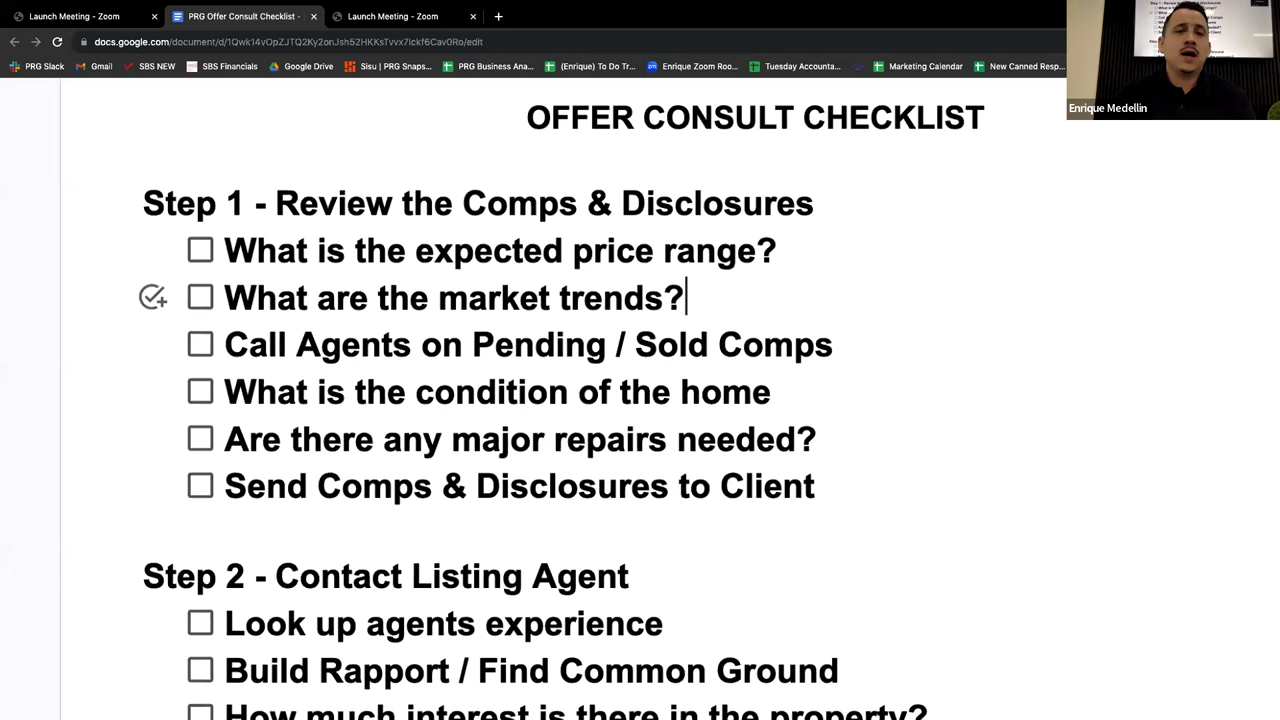 Launch Meeting - Zoom
PRG Offer Consult Checklist -
Launch Meeting - Zoom
docs.google.com/document/d/1Qwk14vOpZJTQ2Ky2onJsh52HKKsTvvx7Ickf6Cav0Ro/edit
PRG Slack
Gmail
SBS NEW
SBS Financials
Google Drive
Sisu | PRG Snaps...
PRG Business Ana...
(Enrique) To Do Tr...
Enrique Zoom Roo...
Tuesday Accounta...
Marketing Calendar
New Canned Resp...
Enrique Medellin
OFFER CONSULT CHECKLIST
Step 1 - Review the Comps & Disclosures
What is the expected price range?
What are the market trends?
Call Agents on Pending / Sold Comps
What is the condition of the home
Are there any major repairs needed?
Send Comps & Disclosures to Client
Step 2 - Contact Listing Agent
Look up agents experience
Build Rapport / Find Common Ground
How much interest is there in the property?